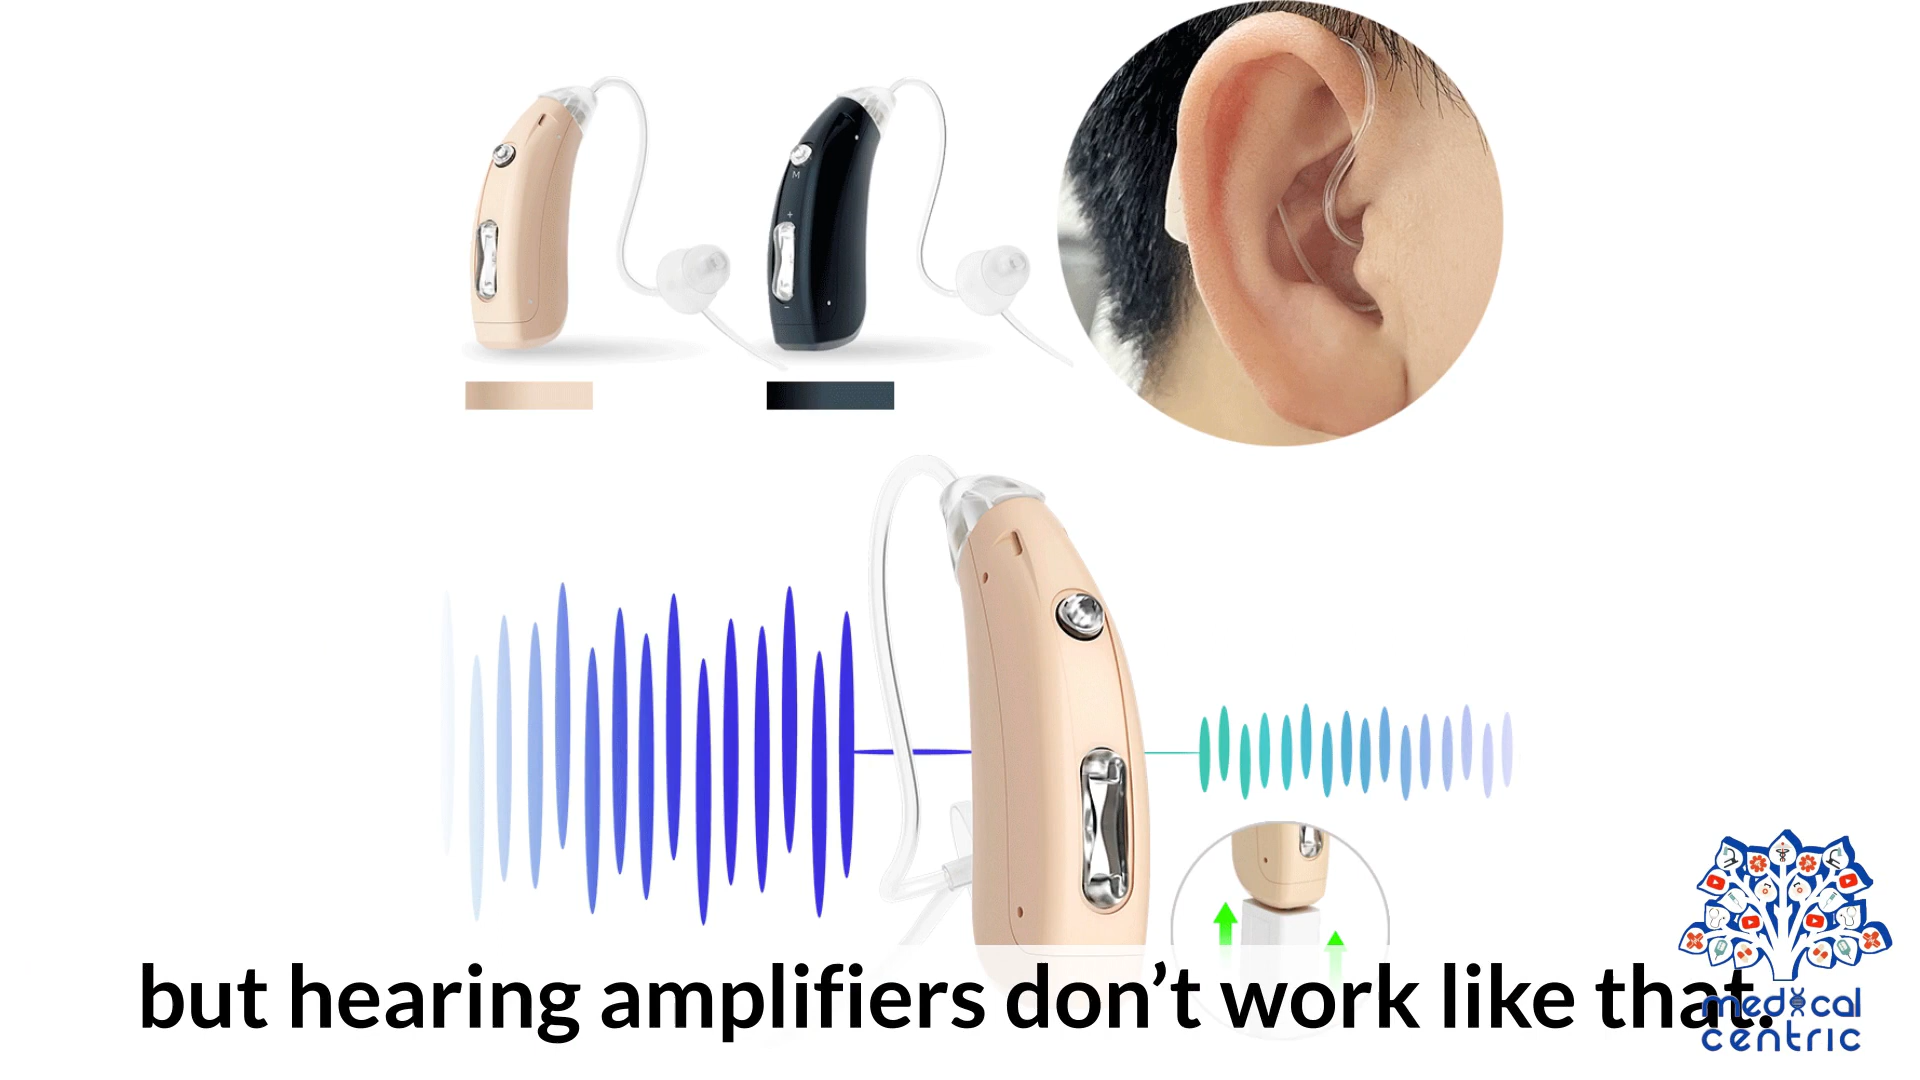 M
+
-
but hearing amplifiers don't work like that.
medical
centric